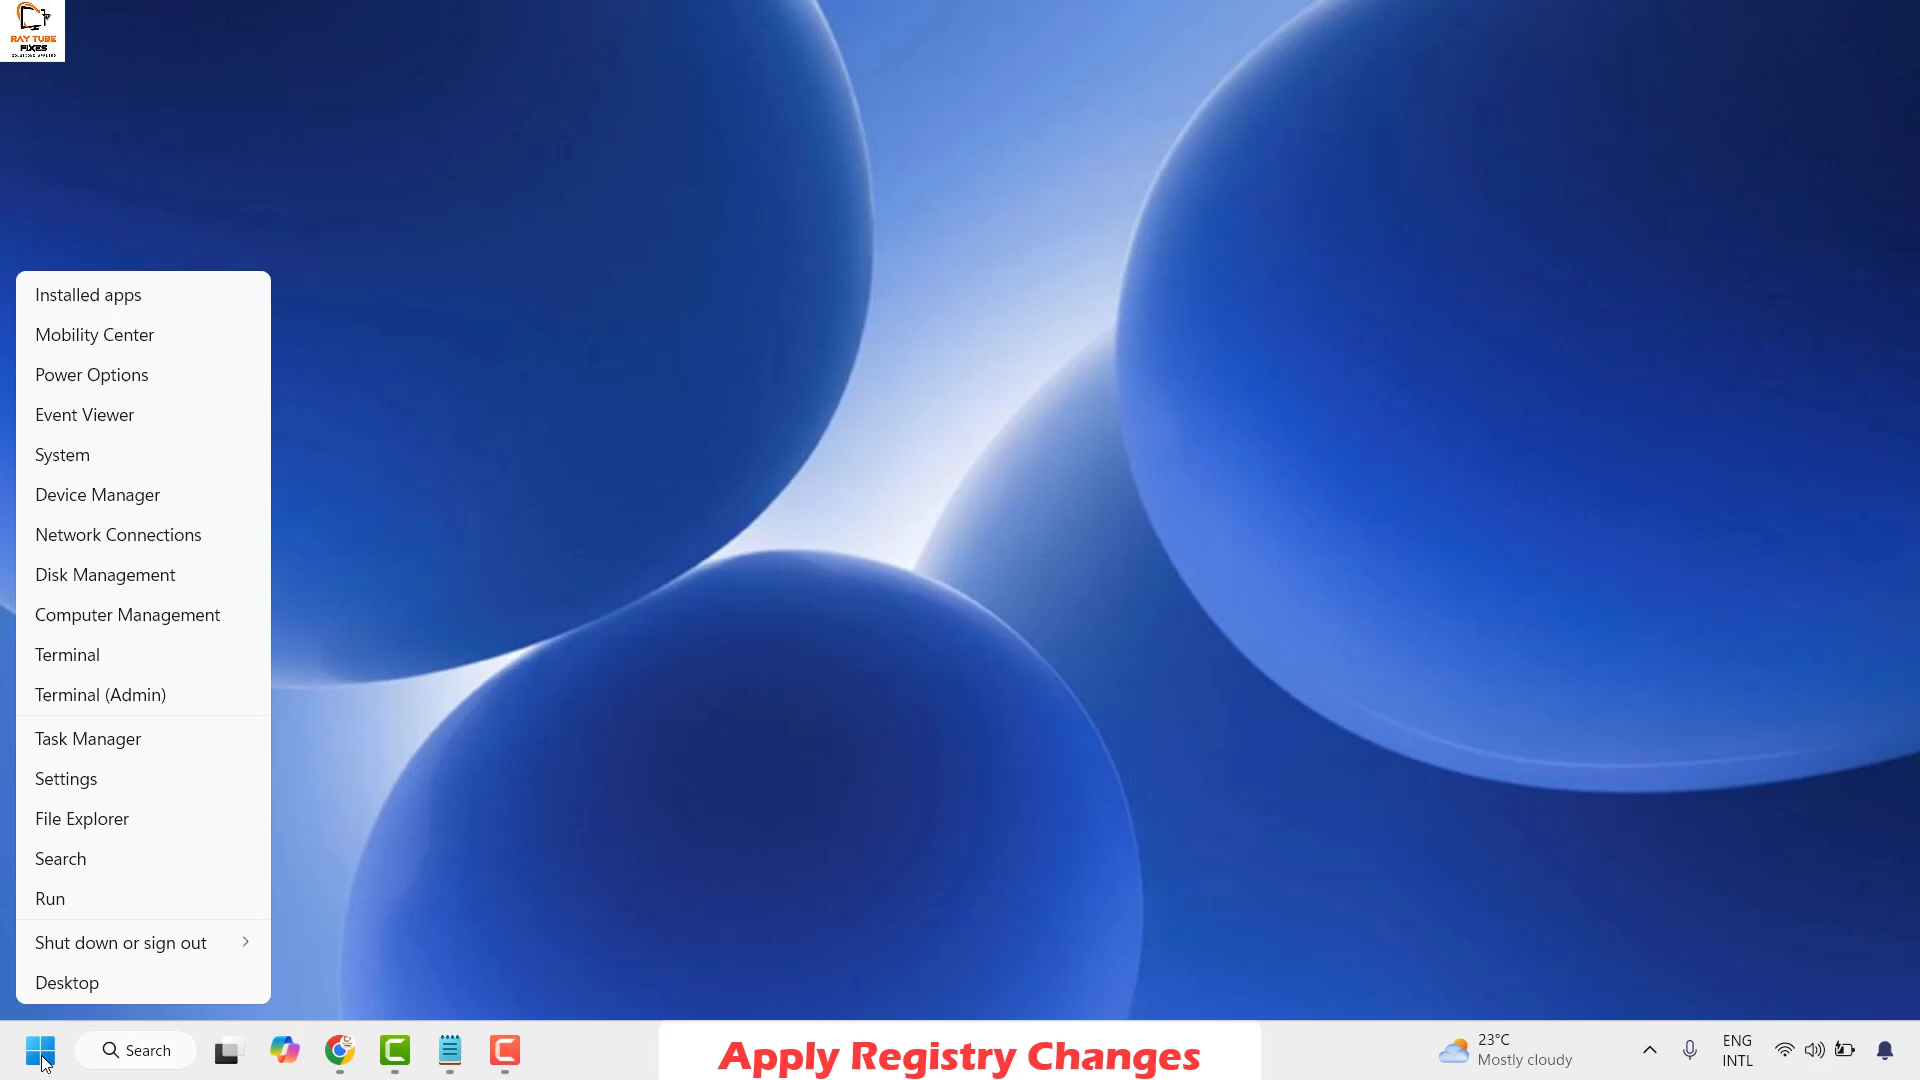 RAY TUBE
FIXES
SOLUTIONS APPLIED
Installed apps
Mobility Center
Power Options
Event Viewer
System
Device Manager
Network Connections
Disk Management
Computer Management
Terminal
Terminal (Admin)
Task Manager
Settings
File Explorer
Search
Run
Shut down or sign out
Desktop
Search
Apply Registry Changes
23°C
Mostly cloudy
ENG
INTL